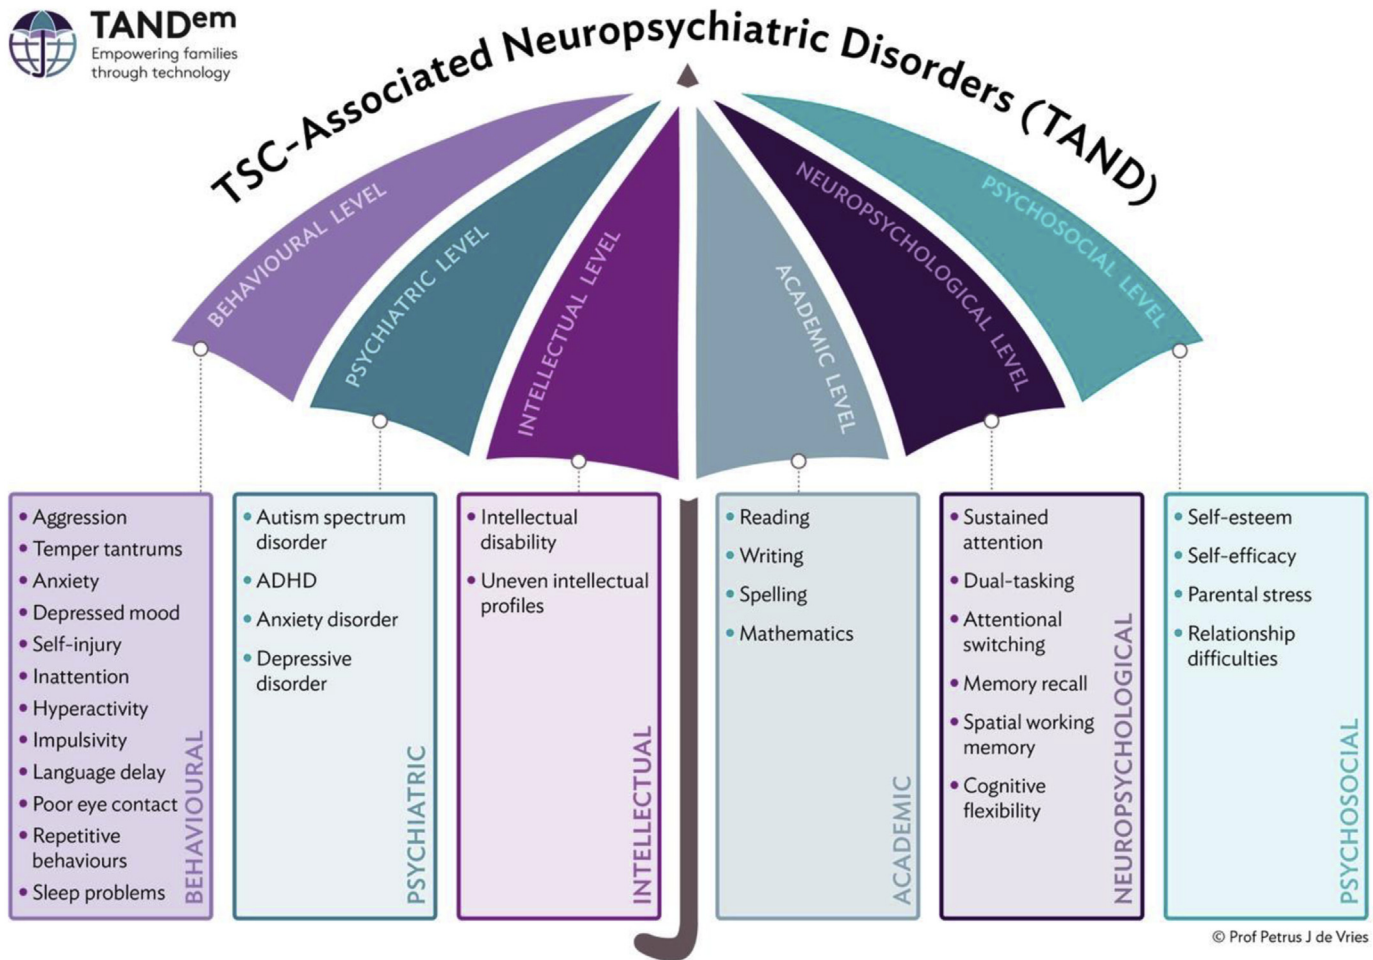 TANDem
Empowering families
through technology
TSC-Associated Neuropsychiatric Disorders (TAND)
BEHAVIOURAL LEVEL
PSYCHIATRIC LEVEL
INTELLECTUAL LEVEL
ACADEMIC LEVEL
NEUROPSYCHOLOGICAL LEVEL
PSYCHOSOCIAL LEVEL
• Aggression
• Temper tantrums
• Anxiety
• Depressed mood
• Self-injury
• Inattention
• Hyperactivity
• Impulsivity
• Language delay
• Poor eye contact
• Repetitive
behaviours
• Sleep problems
BEHAVIOURAL
• Autism spectrum
disorder
• ADHD
• Anxiety disorder
• Depressive
disorder
PSYCHIATRIC
• Intellectual
disability
• Uneven intellectual
profiles
INTELLECTUAL
• Reading
• Writing
• Spelling
• Mathematics
ACADEMIC
• Sustained
attention
• Dual-tasking
• Attentional
switching
• Memory recall
• Spatial working
memory
• Cognitive
flexibility
NEUROPSYCHOLOGICAL
• Self-esteem
• Self-efficacy
• Parental stress
• Relationship
difficulties
PSYCHOSOCIAL
© Prof Petrus J de Vries